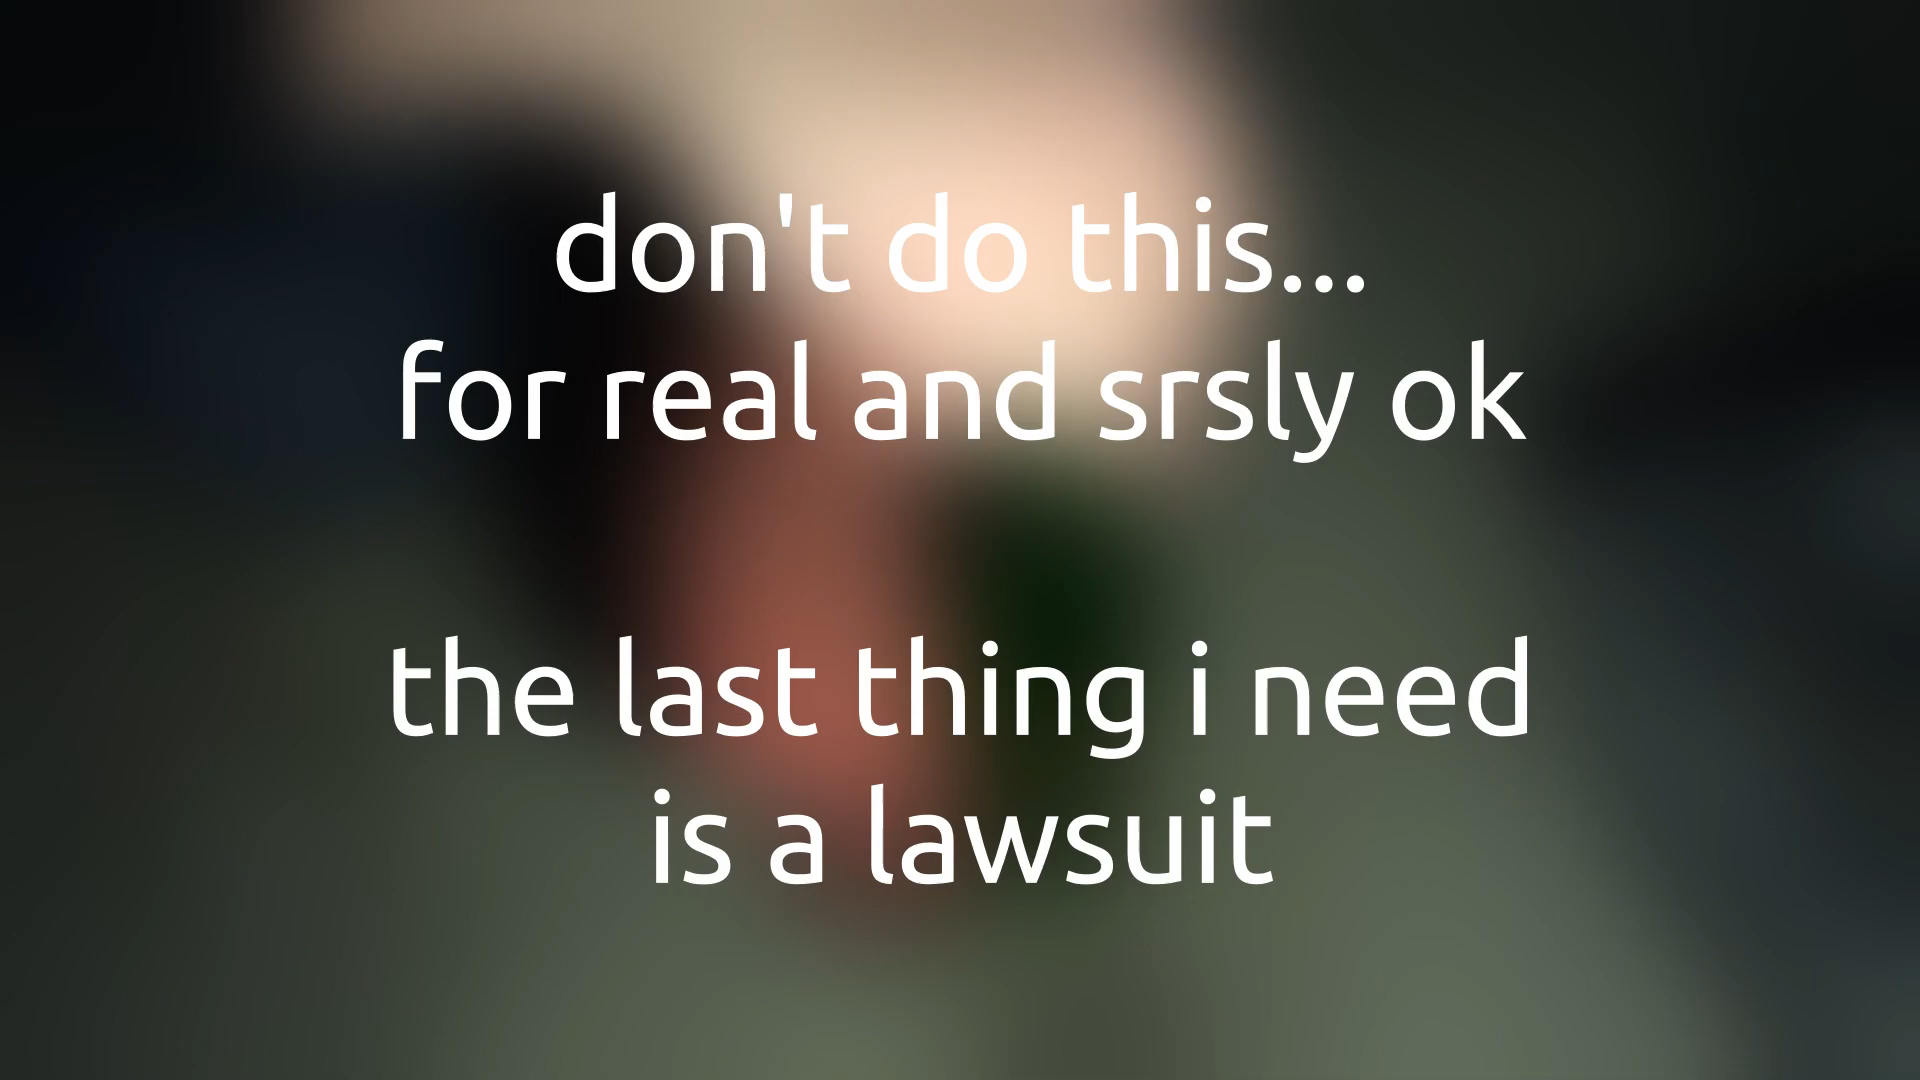 don't do this...
for real and srsly ok
the last thing i need
is a lawsuit